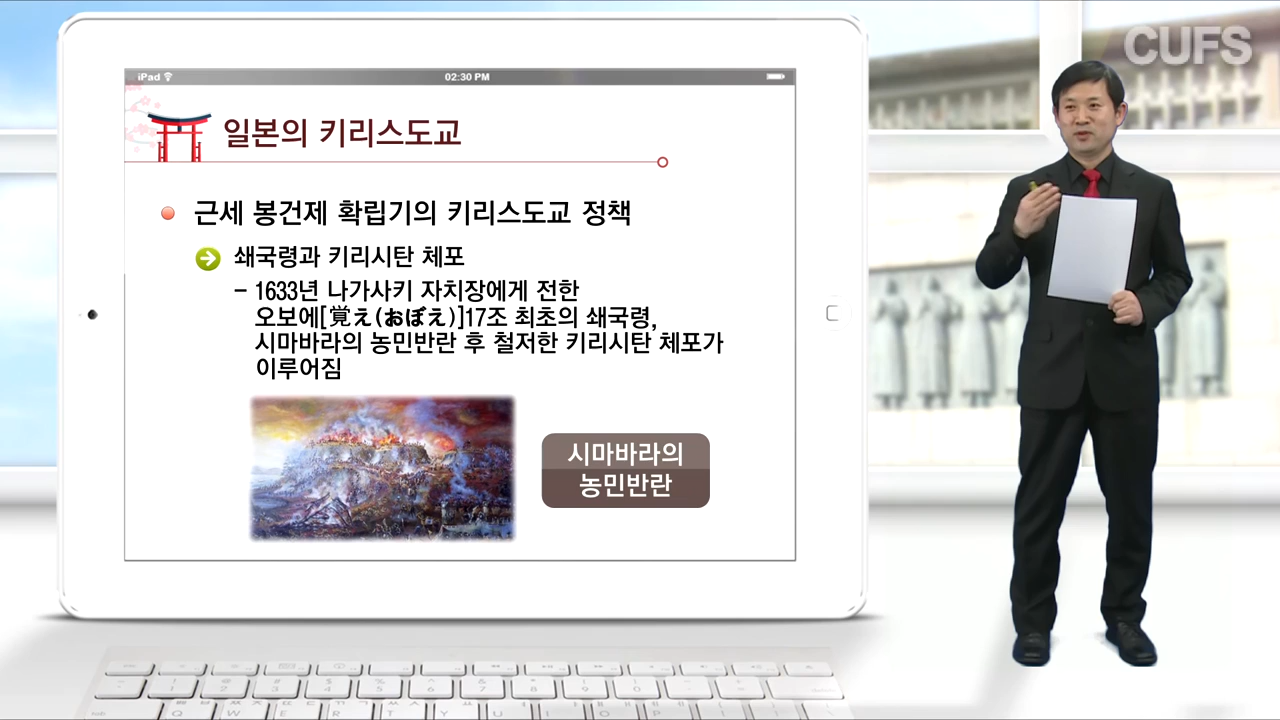 CUFS
iPad
02:30 PM
일본의 키리스도교
근세 봉건제 확립기의 키리스도교 정책
쇄국령과 키리시탄 체포
– 1633년 나가사키 자치장에게 전한
오보에[覚え(おぼえ)]17조 최초의 쇄국령,
시마바라의 농민반란 후 철저한 키리시탄 체포가
이루어짐
시마바라의
농민반란